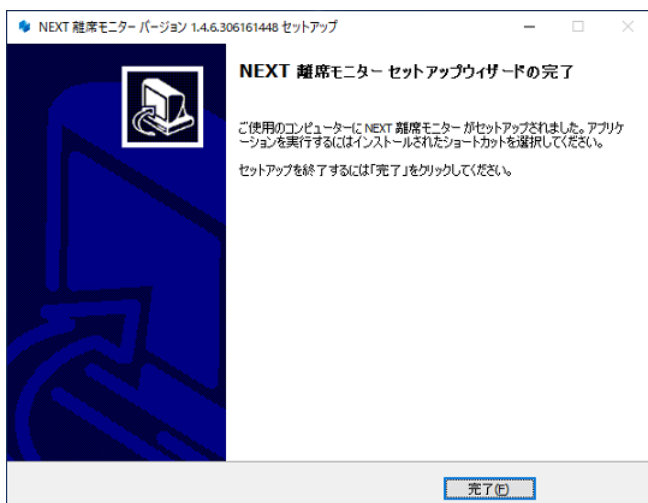 NEXT 離席モニター バージョン 1.4.6.306161448 セットアップ
NEXT 離席モニター セットアップウィザードの完了
ご使用のコンピューターに NEXT 離席モニター がセットアップされました。アプリケ
ーションを実行するにはインストールされたショートカットを選択してください。
セットアップを終了するには「完了」をクリックしてください。
完了(F)